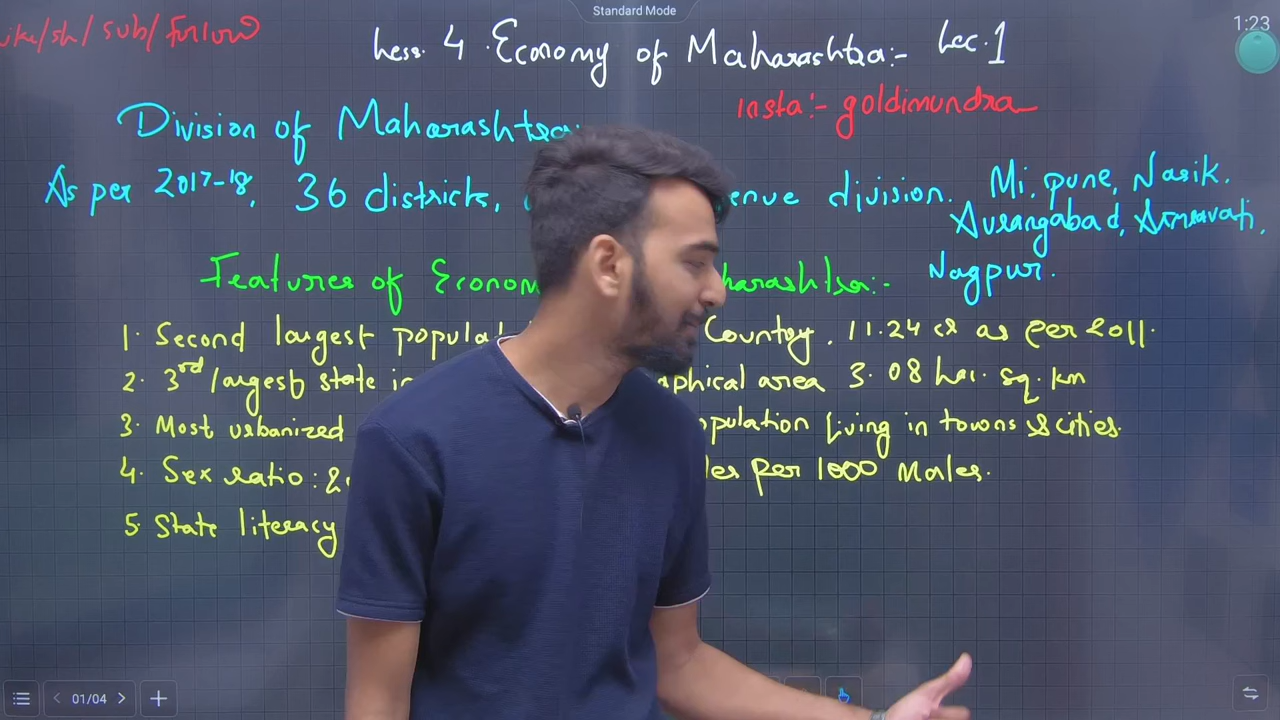 Standard Mode
1:23
ike/sh/sub/Follow
Less. 4 Economy of Maharashtra:- Lec.1
Insta:- goldimundra
Division of Maharashtra:
As per 2017-18, 36 districts, enue division. Mi, pune, Nasik.
Aurangabad, Amravati,
Nagpur.
Features of Econom harashtra:-
1. Second largest popula Country. 11.24 cr as per 2011.
2. 3rd largest state i aphical area 3.08 sq. km
3. Most urbanized pulation living in towns & cities.
4. Sex ratio: les per 1000 Males.
5. State literacy
01/04